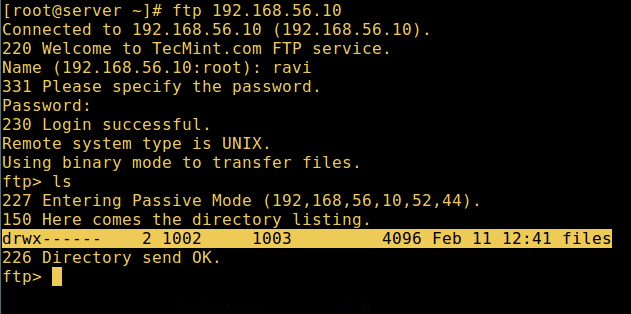 [root@server ~]# ftp 192.168.56.10
Connected to 192.168.56.10 (192.168.56.10).
220 Welcome to TecMint.com FTP service.
Name (192.168.56.10:root): ravi
331 Please specify the password.
Password:
230 Login successful.
Remote system type is UNIX.
Using binary mode to transfer files.
ftp> ls
227 Entering Passive Mode (192,168,56,10,52,44).
150 Here comes the directory listing.
drwx------    2 1002     1003         4096 Feb 11 12:41 files
226 Directory send OK.
ftp>